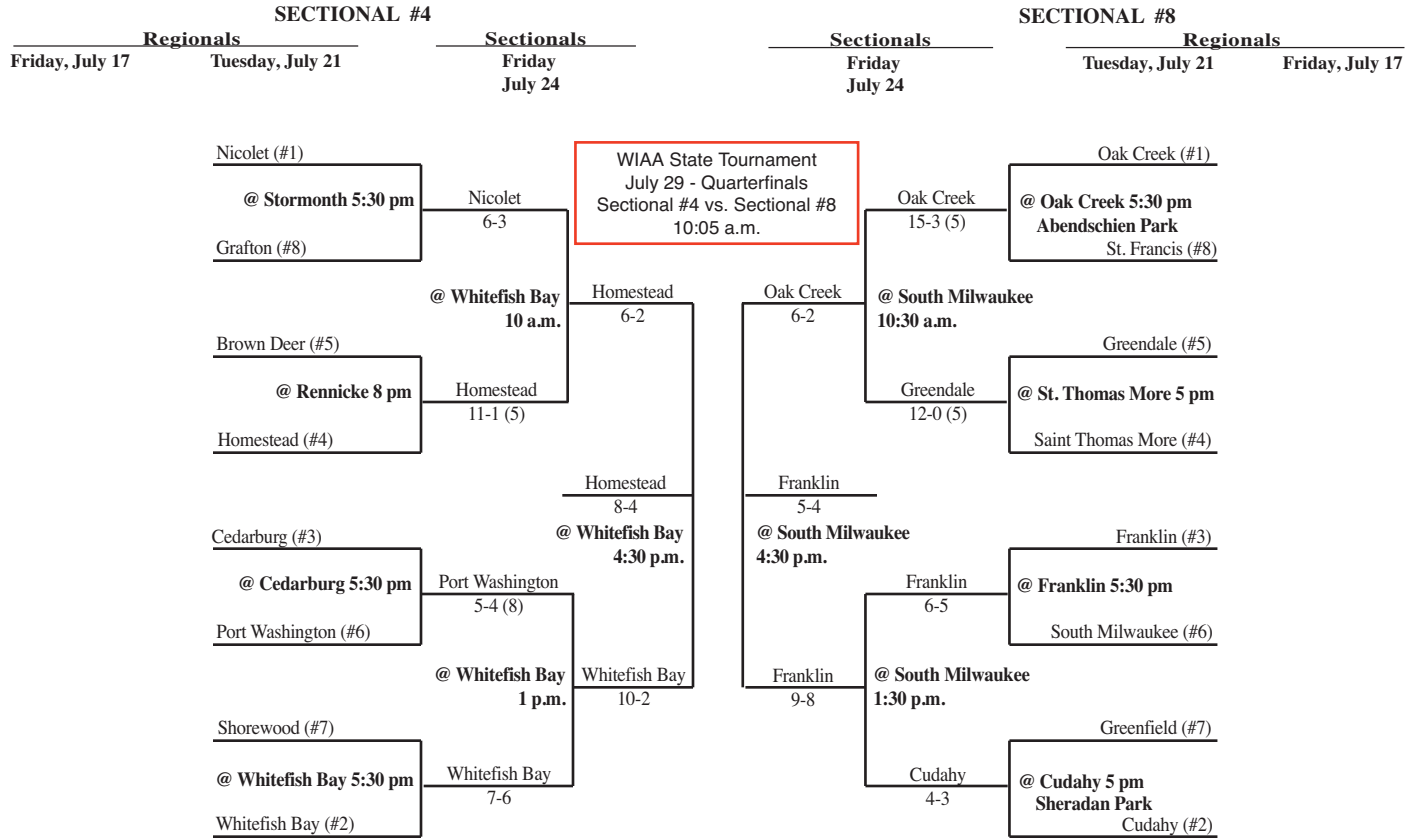 SECTIONAL #4
Regionals
Sectionals
Friday, July 17
Tuesday, July 21
Friday
July 24
Nicolet (#1)
@ Stormonth 5:30 pm
Grafton (#8)
Nicolet
6-3
@ Whitefish Bay
10 a.m.
Brown Deer (#5)
@ Rennicke 8 pm
Homestead (#4)
Homestead
11-1 (5)
Homestead
6-2
Homestead
8-4
@ Whitefish Bay
4:30 p.m.
Cedarburg (#3)
@ Cedarburg 5:30 pm
Port Washington (#6)
Port Washington
5-4 (8)
@ Whitefish Bay
1 p.m.
Whitefish Bay
10-2
Shorewood (#7)
@ Whitefish Bay 5:30 pm
Whitefish Bay (#2)
Whitefish Bay
7-6
WIAA State Tournament
July 29 - Quarterfinals
Sectional #4 vs. Sectional #8
10:05 a.m.
SECTIONAL #8
Sectionals
Regionals
Friday
July 24
Tuesday, July 21
Friday, July 17
Oak Creek (#1)
@ Oak Creek 5:30 pm
Abendschien Park
St. Francis (#8)
Oak Creek
15-3 (5)
Oak Creek
6-2
@ South Milwaukee
10:30 a.m.
Greendale (#5)
@ St. Thomas More 5 pm
Saint Thomas More (#4)
Greendale
12-0 (5)
Franklin
5-4
@ South Milwaukee
4:30 p.m.
Franklin (#3)
@ Franklin 5:30 pm
South Milwaukee (#6)
Franklin
6-5
Franklin
9-8
@ South Milwaukee
1:30 p.m.
Greenfield (#7)
@ Cudahy 5 pm
Sheradan Park
Cudahy (#2)
Cudahy
4-3